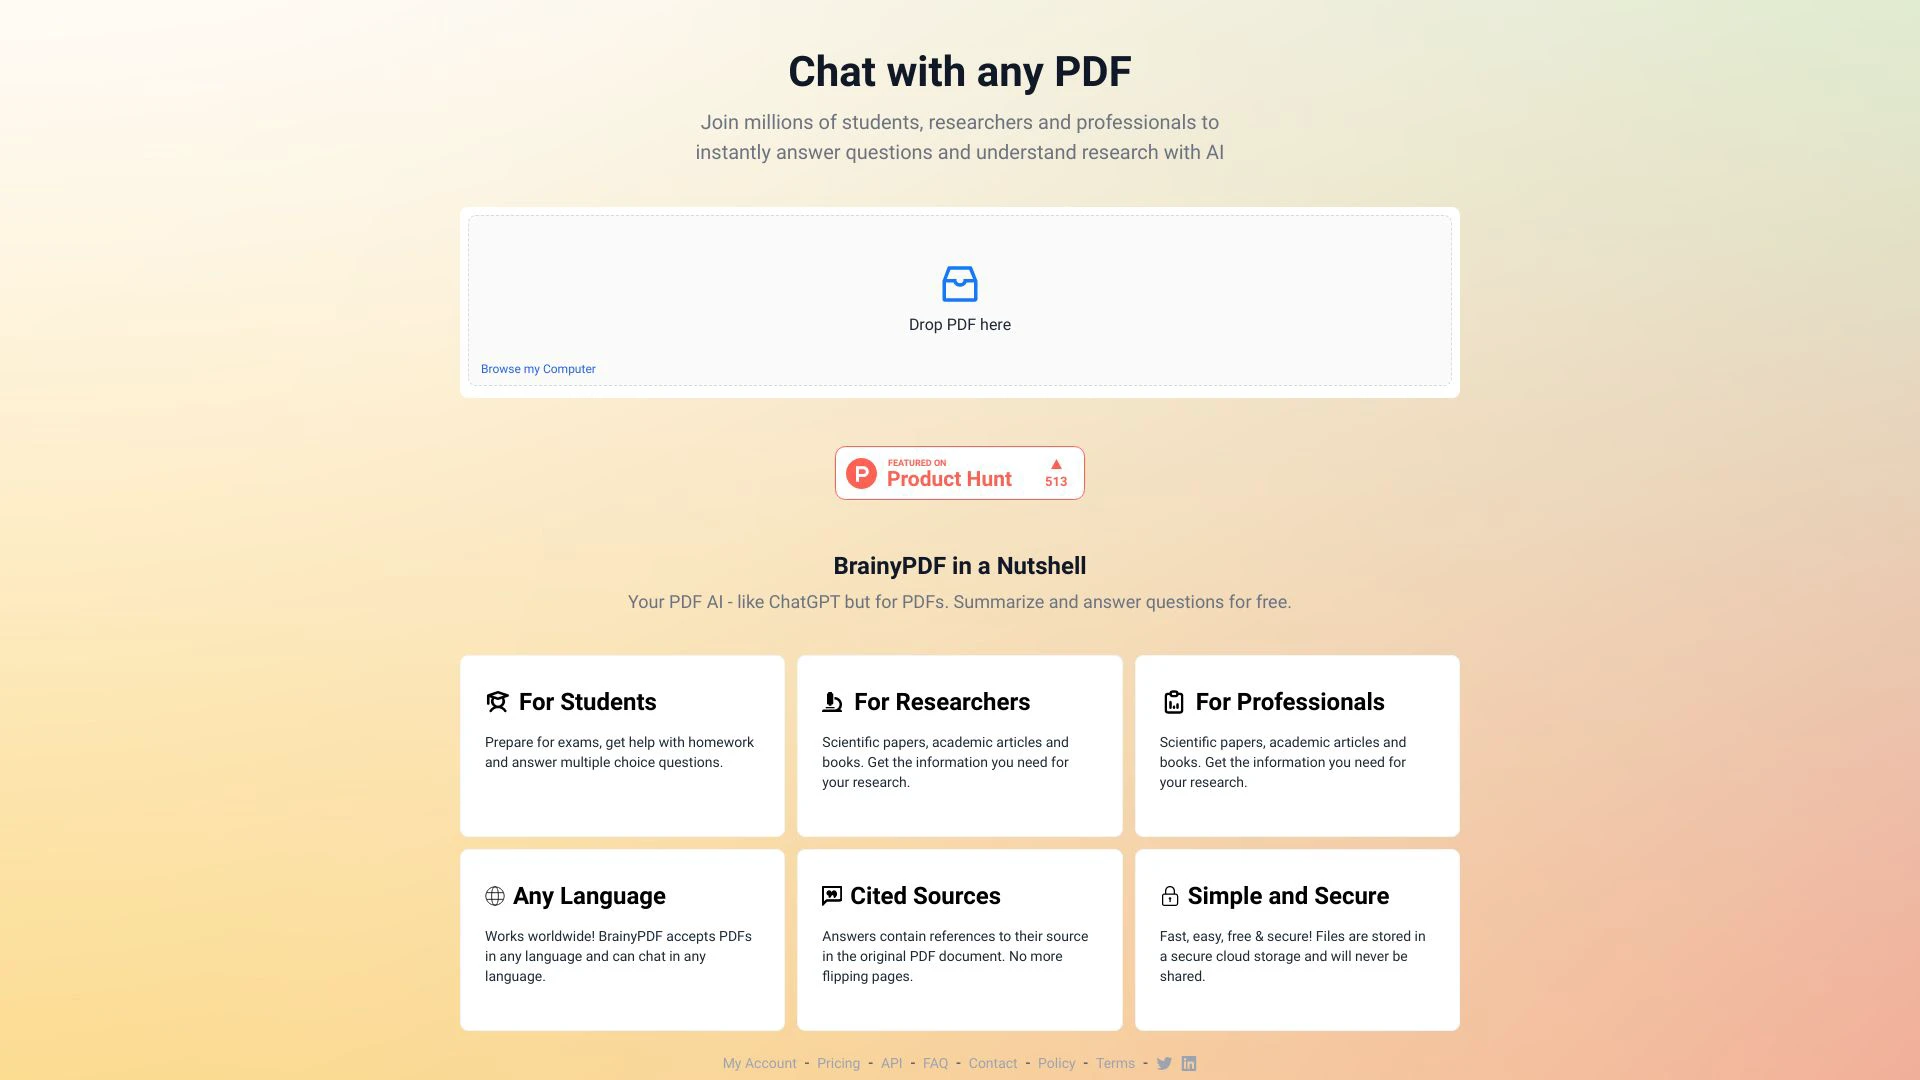 Chat with any PDF
Join millions of students, researchers and professionals to
instantly answer questions and understand research with AI
Drop PDF here
Browse my Computer
P
FEATURED ON
Product Hunt
513
BrainyPDF in a Nutshell
Your PDF AI - like ChatGPT but for PDFs. Summarize and answer questions for free.
For Students
Prepare for exams, get help with homework
and answer multiple choice questions.
For Researchers
Scientific papers, academic articles and
books. Get the information you need for
your research.
For Professionals
Scientific papers, academic articles and
books. Get the information you need for
your research.
Any Language
Works worldwide! BrainyPDF accepts PDFs
in any language and can chat in any
language.
Cited Sources
Answers contain references to their source
in the original PDF document. No more
flipping pages.
Simple and Secure
Fast, easy, free & secure! Files are stored in
a secure cloud storage and will never be
shared.
My Account - Pricing - API - FAQ - Contact - Policy - Terms -